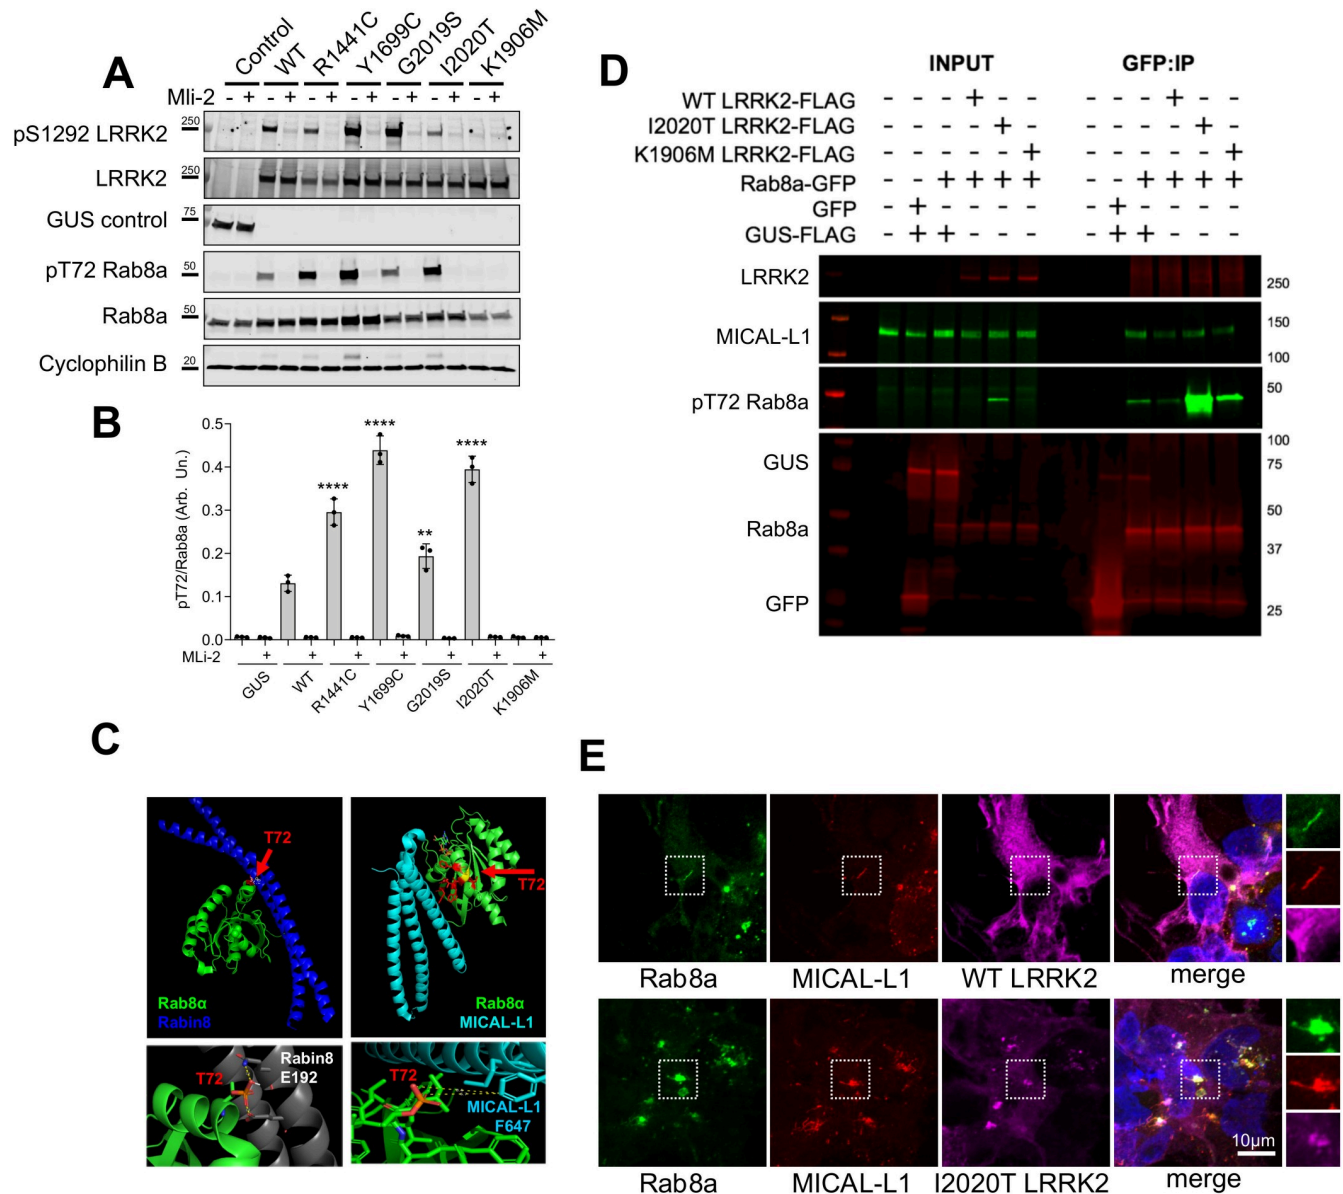 A
Control
WT
R1441C
Y1699C
G2019S
I2020T
K1906M
Mli-2 - + - + - + - + - + - + - +
pS1292 LRRK2 250
LRRK2 250
GUS control 75
pT72 Rab8a 50
Rab8a 50
Cyclophilin B 20
B
pT72/Rab8a (Arb. Un.)
0.5
0.4
0.3
0.2
0.1
0.0
****
****
**
****
MLi-2 + + + + + + +
GUS
WT
R1441C
Y1699C
G2019S
I2020T
K1906M
C
T72
Rab8α
Rabin8
T72
Rab8α
MICAL-L1
T72
Rabin8
E192
T72
MICAL-L1
F647
D
INPUT GFP:IP
WT LRRK2-FLAG - - - + - - - - - + - -
I2020T LRRK2-FLAG - - - - + - - - - - + -
K1906M LRRK2-FLAG - - - - - + - - - - - +
Rab8a-GFP - - + + + + - - + + + +
GFP - + - - - - - + - - - -
GUS-FLAG - + + - - - - + + - - -
LRRK2 250
MICAL-L1 150
100
pT72 Rab8a 50
100
GUS 75
50
Rab8a
37
GFP 25
E
Rab8a MICAL-L1 WT LRRK2 merge
10μm
Rab8a MICAL-L1 I2020T LRRK2 merge